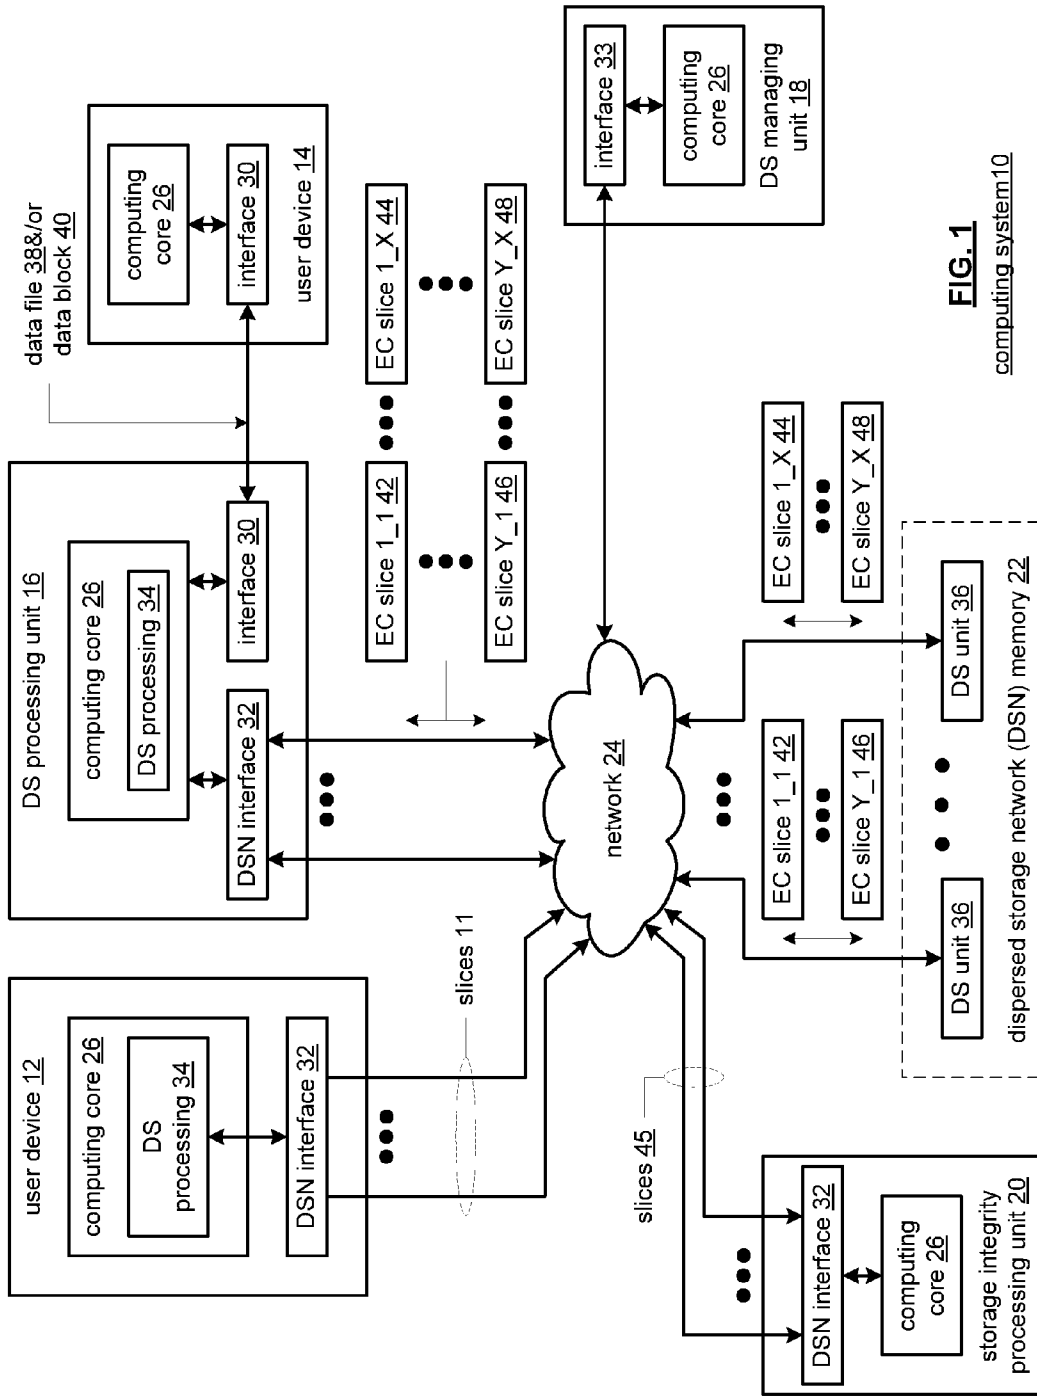 user device 12
computing core 26
DS
processing 34
DSN interface 32
slices 11
DS processing unit 16
computing core 26
DS processing 34
DSN interface 32
interface 30
data file 38&/or
data block 40
computing
core 26
interface 30
user device 14
EC slice 1_1 42
EC slice 1_X 44
EC slice Y_1 46
EC slice Y_X 48
network 24
interface 33
computing
core 26
DS managing
unit 18
slices 45
DSN interface 32
computing
core 26
storage integrity
processing unit 20
EC slice 1_1 42
EC slice Y_1 46
EC slice 1_X 44
EC slice Y_X 48
DS unit 36
DS unit 36
dispersed storage network (DSN) memory 22
FIG. 1
computing system10